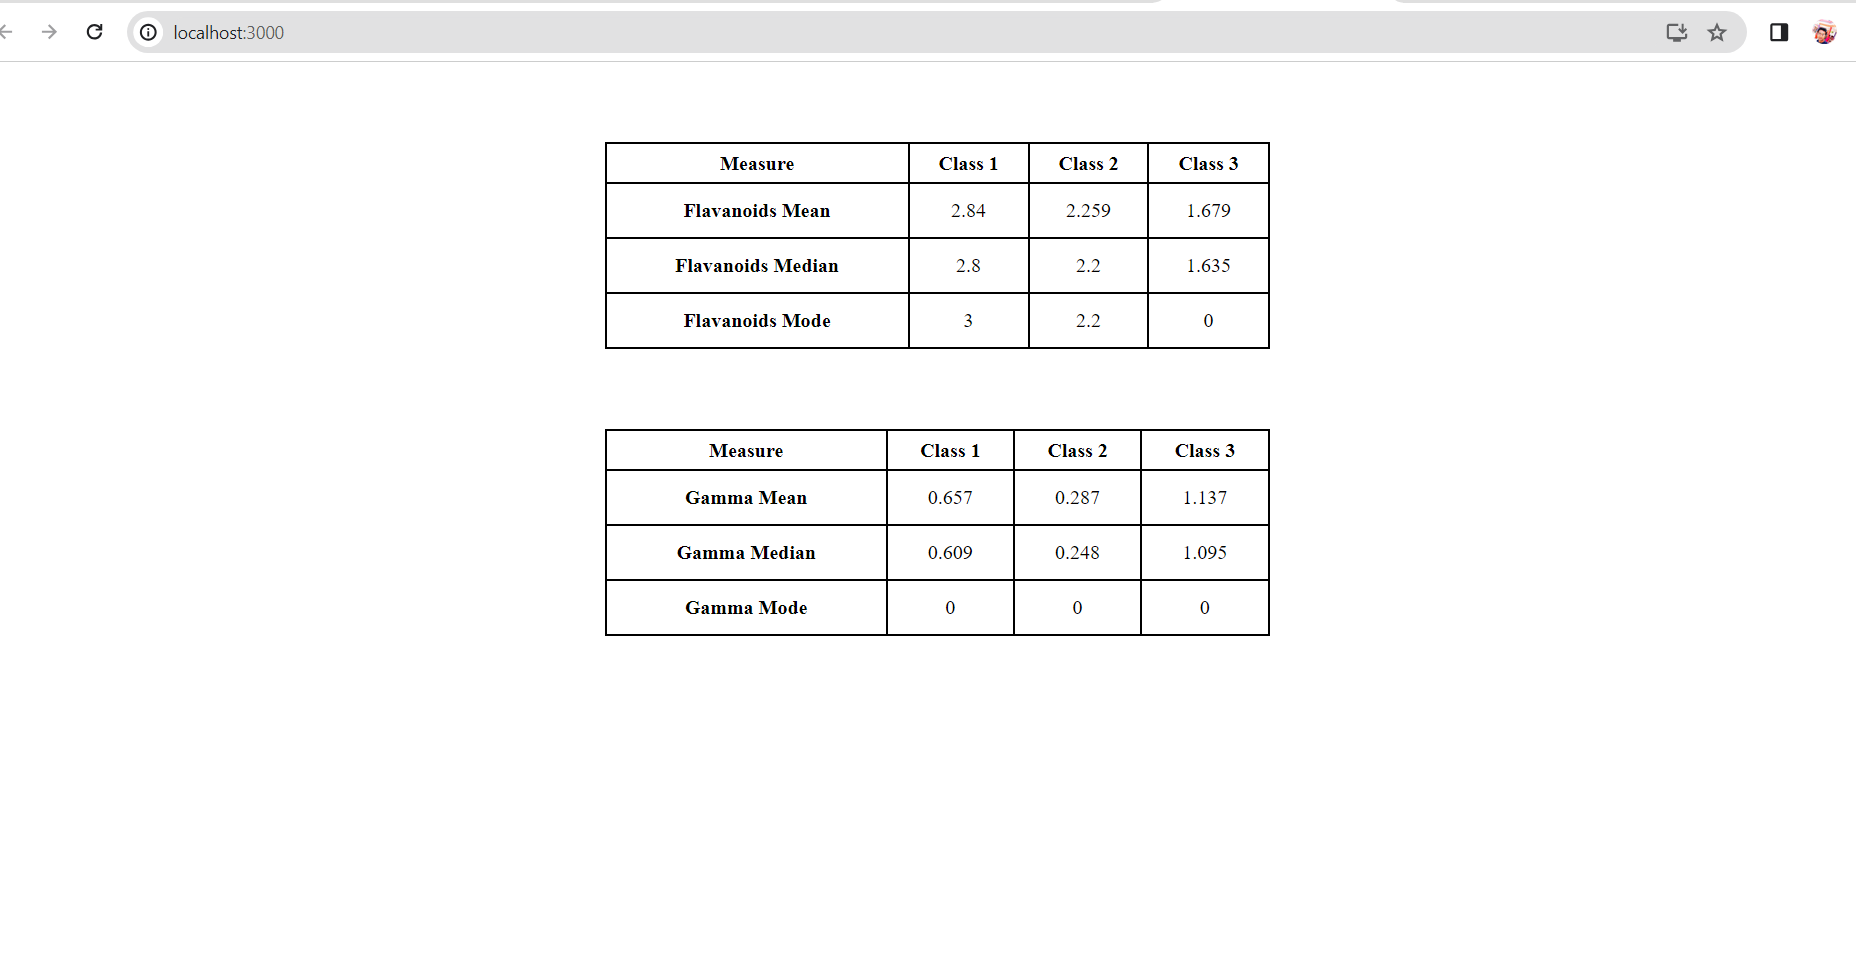 localhost:3000
Measure Class 1 Class 2 Class 3
Flavanoids Mean 2.84 2.259 1.679
Flavanoids Median 2.8 2.2 1.635
Flavanoids Mode 3 2.2 0
Measure Class 1 Class 2 Class 3
Gamma Mean 0.657 0.287 1.137
Gamma Median 0.609 0.248 1.095
Gamma Mode 0 0 0